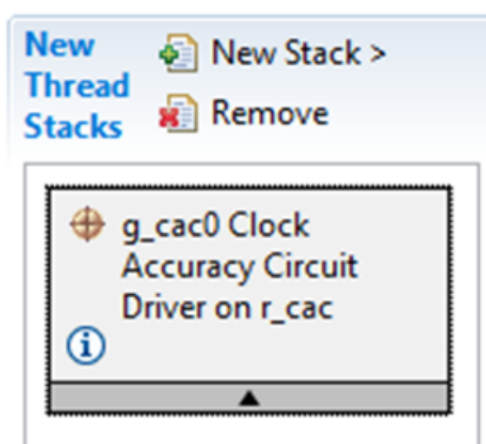 New
Thread
Stacks
New Stack >
Remove
g_cac0 Clock
Accuracy Circuit
Driver on r_cac